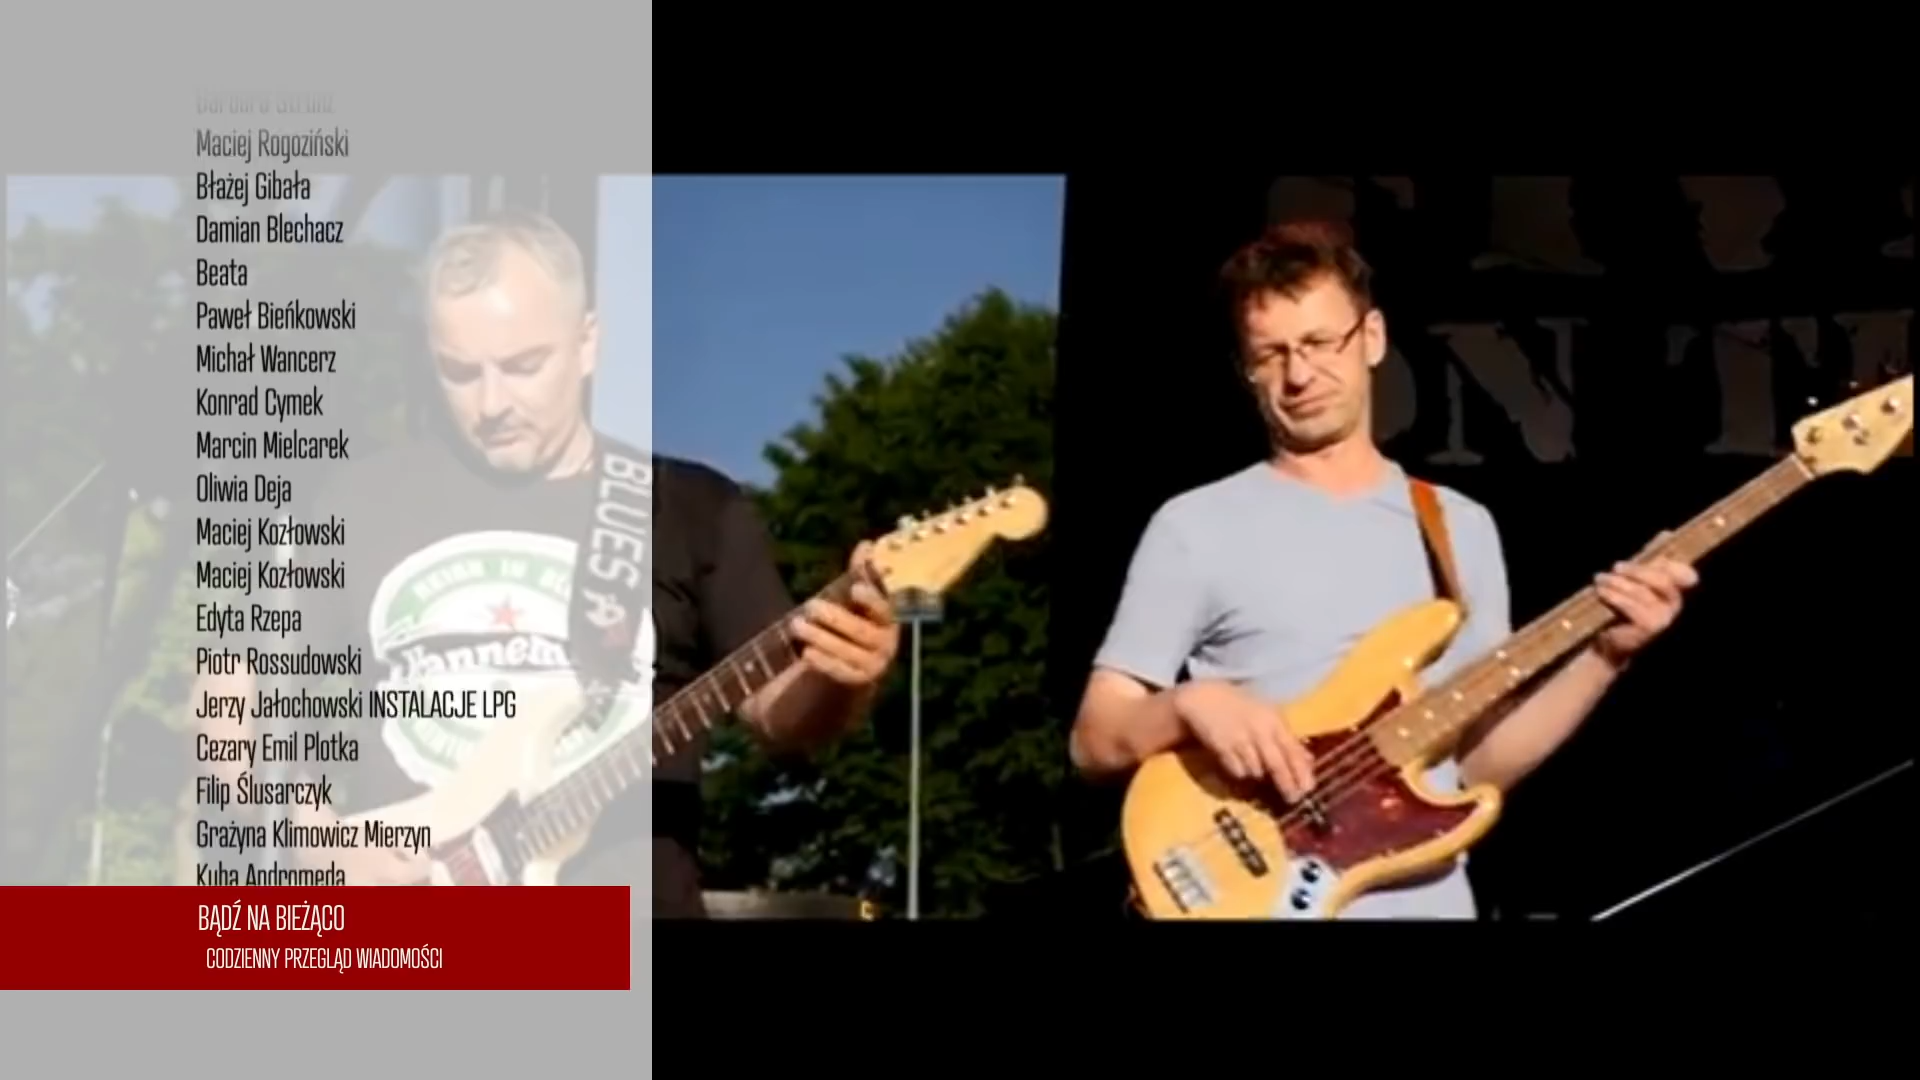 Maciej Rogoziński
Błażej Gibała
Damian Blechacz
Beata
Paweł Bieńkowski
Michał Wancerz
Konrad Cymek
Marcin Mielcarek
Oliwia Deja
Maciej Kozłowski
Maciej Kozłowski
Edyta Rzepa
Piotr Rossudowski
Jerzy Jałochowski INSTALACJE LPG
Cezary Emil Plotka
Filip Ślusarczyk
Grażyna Klimowicz Mierzyn
Kuba Andromeda
BĄDŹ NA BIEŻĄCO
CODZIENNY PRZEGLĄD WIADOMOŚCI
BLUES